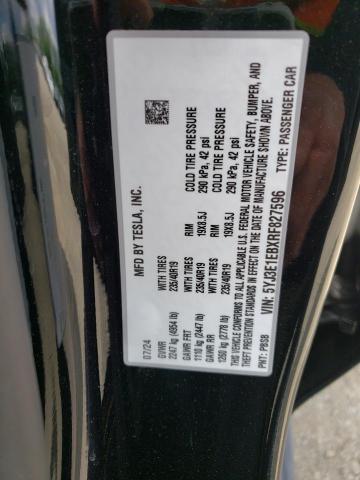 MFD BY TESLA, INC.
07/24
GVWR
2247 kg (4954 lb)
WITH TIRES
235/40R19
RIM
19X8.5J
COLD TIRE PRESSURE
290 kPa, 42 psi
GAWR FRT
1110 kg (2447 lb)
WITH TIRES
235/40R19
RIM
19X8.5J
COLD TIRE PRESSURE
290 kPa, 42 psi
GAWR RR
1260 kg (2778 lb)
THIS VEHICLE CONFORMS TO ALL APPLICABLE U.S. FEDERAL MOTOR VEHICLE SAFETY, BUMPER, AND
THEFT PREVENTION STANDARDS IN EFFECT ON THE DATE OF MANUFACTURE SHOWN ABOVE.
VIN: 5YJ3E1EBXRF827596
TYPE: PASSENGER CAR
PNT: PBSB